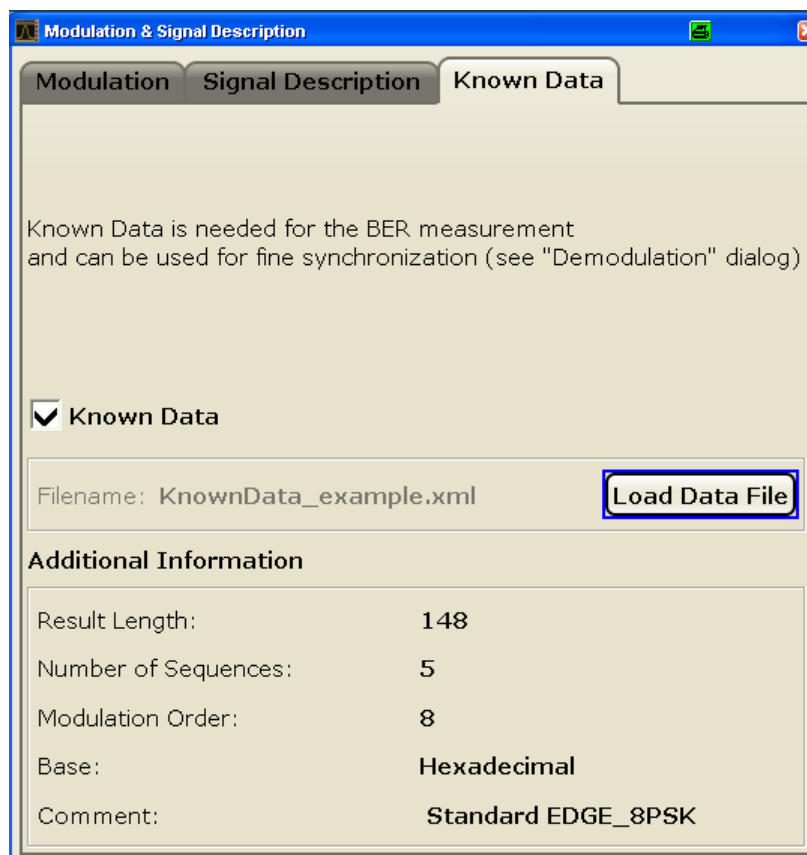 Modulation & Signal Description
Modulation Signal Description Known Data
Known Data is needed for the BER measurement
and can be used for fine synchronization (see "Demodulation" dialog)
Known Data
Filename: KnownData_example.xml Load Data File
Additional Information
Result Length: 148
Number of Sequences: 5
Modulation Order: 8
Base: Hexadecimal
Comment: Standard EDGE_8PSK